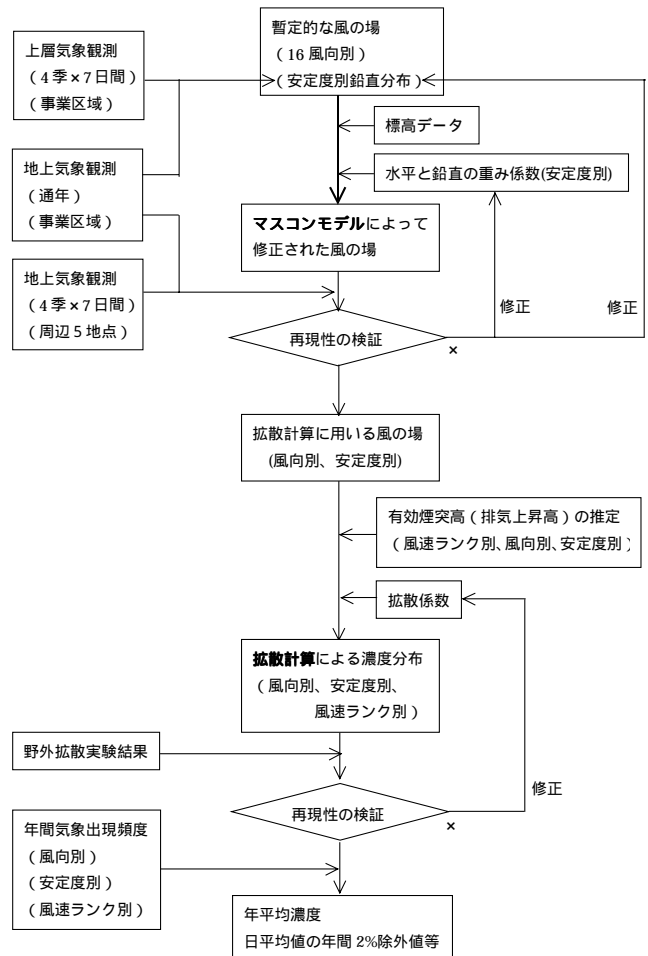 暫定的な風の場
（16 風向別）
（安定度別鉛直分布）
上層気象観測
（4 季×7 日間）
（事業区域）
標高データ
水平と鉛直の重み係数(安定度別)
地上気象観測
（通年）
（事業区域）
マスコンモデルによって
修正された風の場
地上気象観測
（4 季×7 日間）
（周辺 5 地点）
修正
修正
再現性の検証
×
拡散計算に用いる風の場
(風向別、安定度別)
有効煙突高（排気上昇高）の推定
（風速ランク別、風向別、安定度別）
拡散係数
拡散計算による濃度分布
（風向別、安定度別、
風速ランク別）
野外拡散実験結果
修正
再現性の検証
×
年間気象出現頻度
（風向別）
（安定度別）
（風速ランク別）
年平均濃度
日平均値の年間 2%除外値等